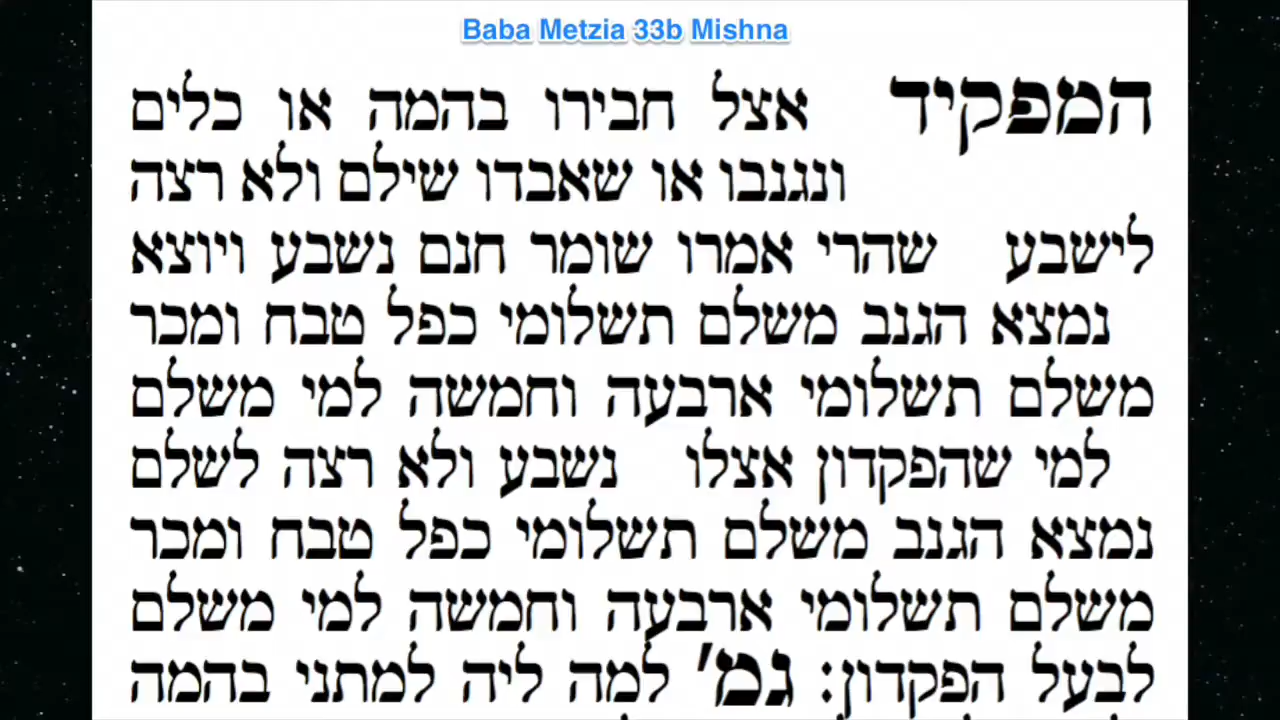 Baba Metzia 33b Mishna
המפקיד אצל חבירו בהמה או כלים
ונגנבו או שאבדו שילם ולא רצה
לישבע שהרי אמרו שומר חנם נשבע ויוצא
נמצא הגנב משלם תשלומי כפל טבח ומכר
משלם תשלומי ארבעה וחמשה למי משלם
למי שהפקדון אצלו נשבע ולא רצה לשלם
נמצא הגנב משלם תשלומי כפל טבח ומכר
משלם תשלומי ארבעה וחמשה למי משלם
לבעל הפקדון: גמ׳ למה ליה למתני בהמה